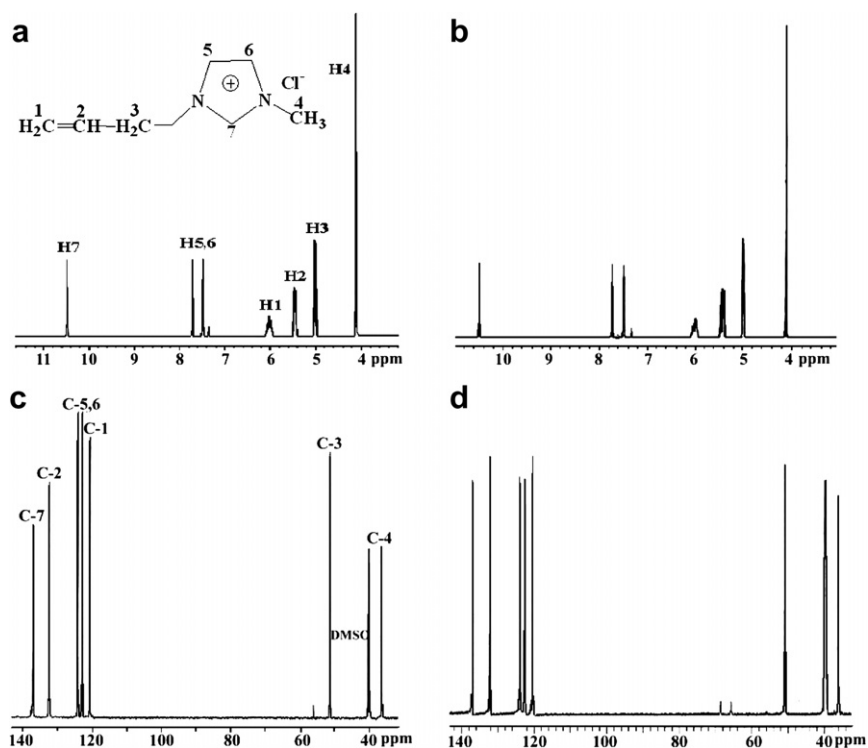 a
b
5
6
Cl-
1
2
3
N
N
4
H2C=CH-H2C
7
CH3
H4
H7
H5,6
H1
H2
H3
11 10 9 8 7 6 5 4 ppm
10 9 8 7 6 5 4 ppm
c
d
C-5,6
C-1
C-2
C-7
C-3
C-4
DMSO
140 120 100 80 60 40 ppm
140 120 100 80 60 40 ppm